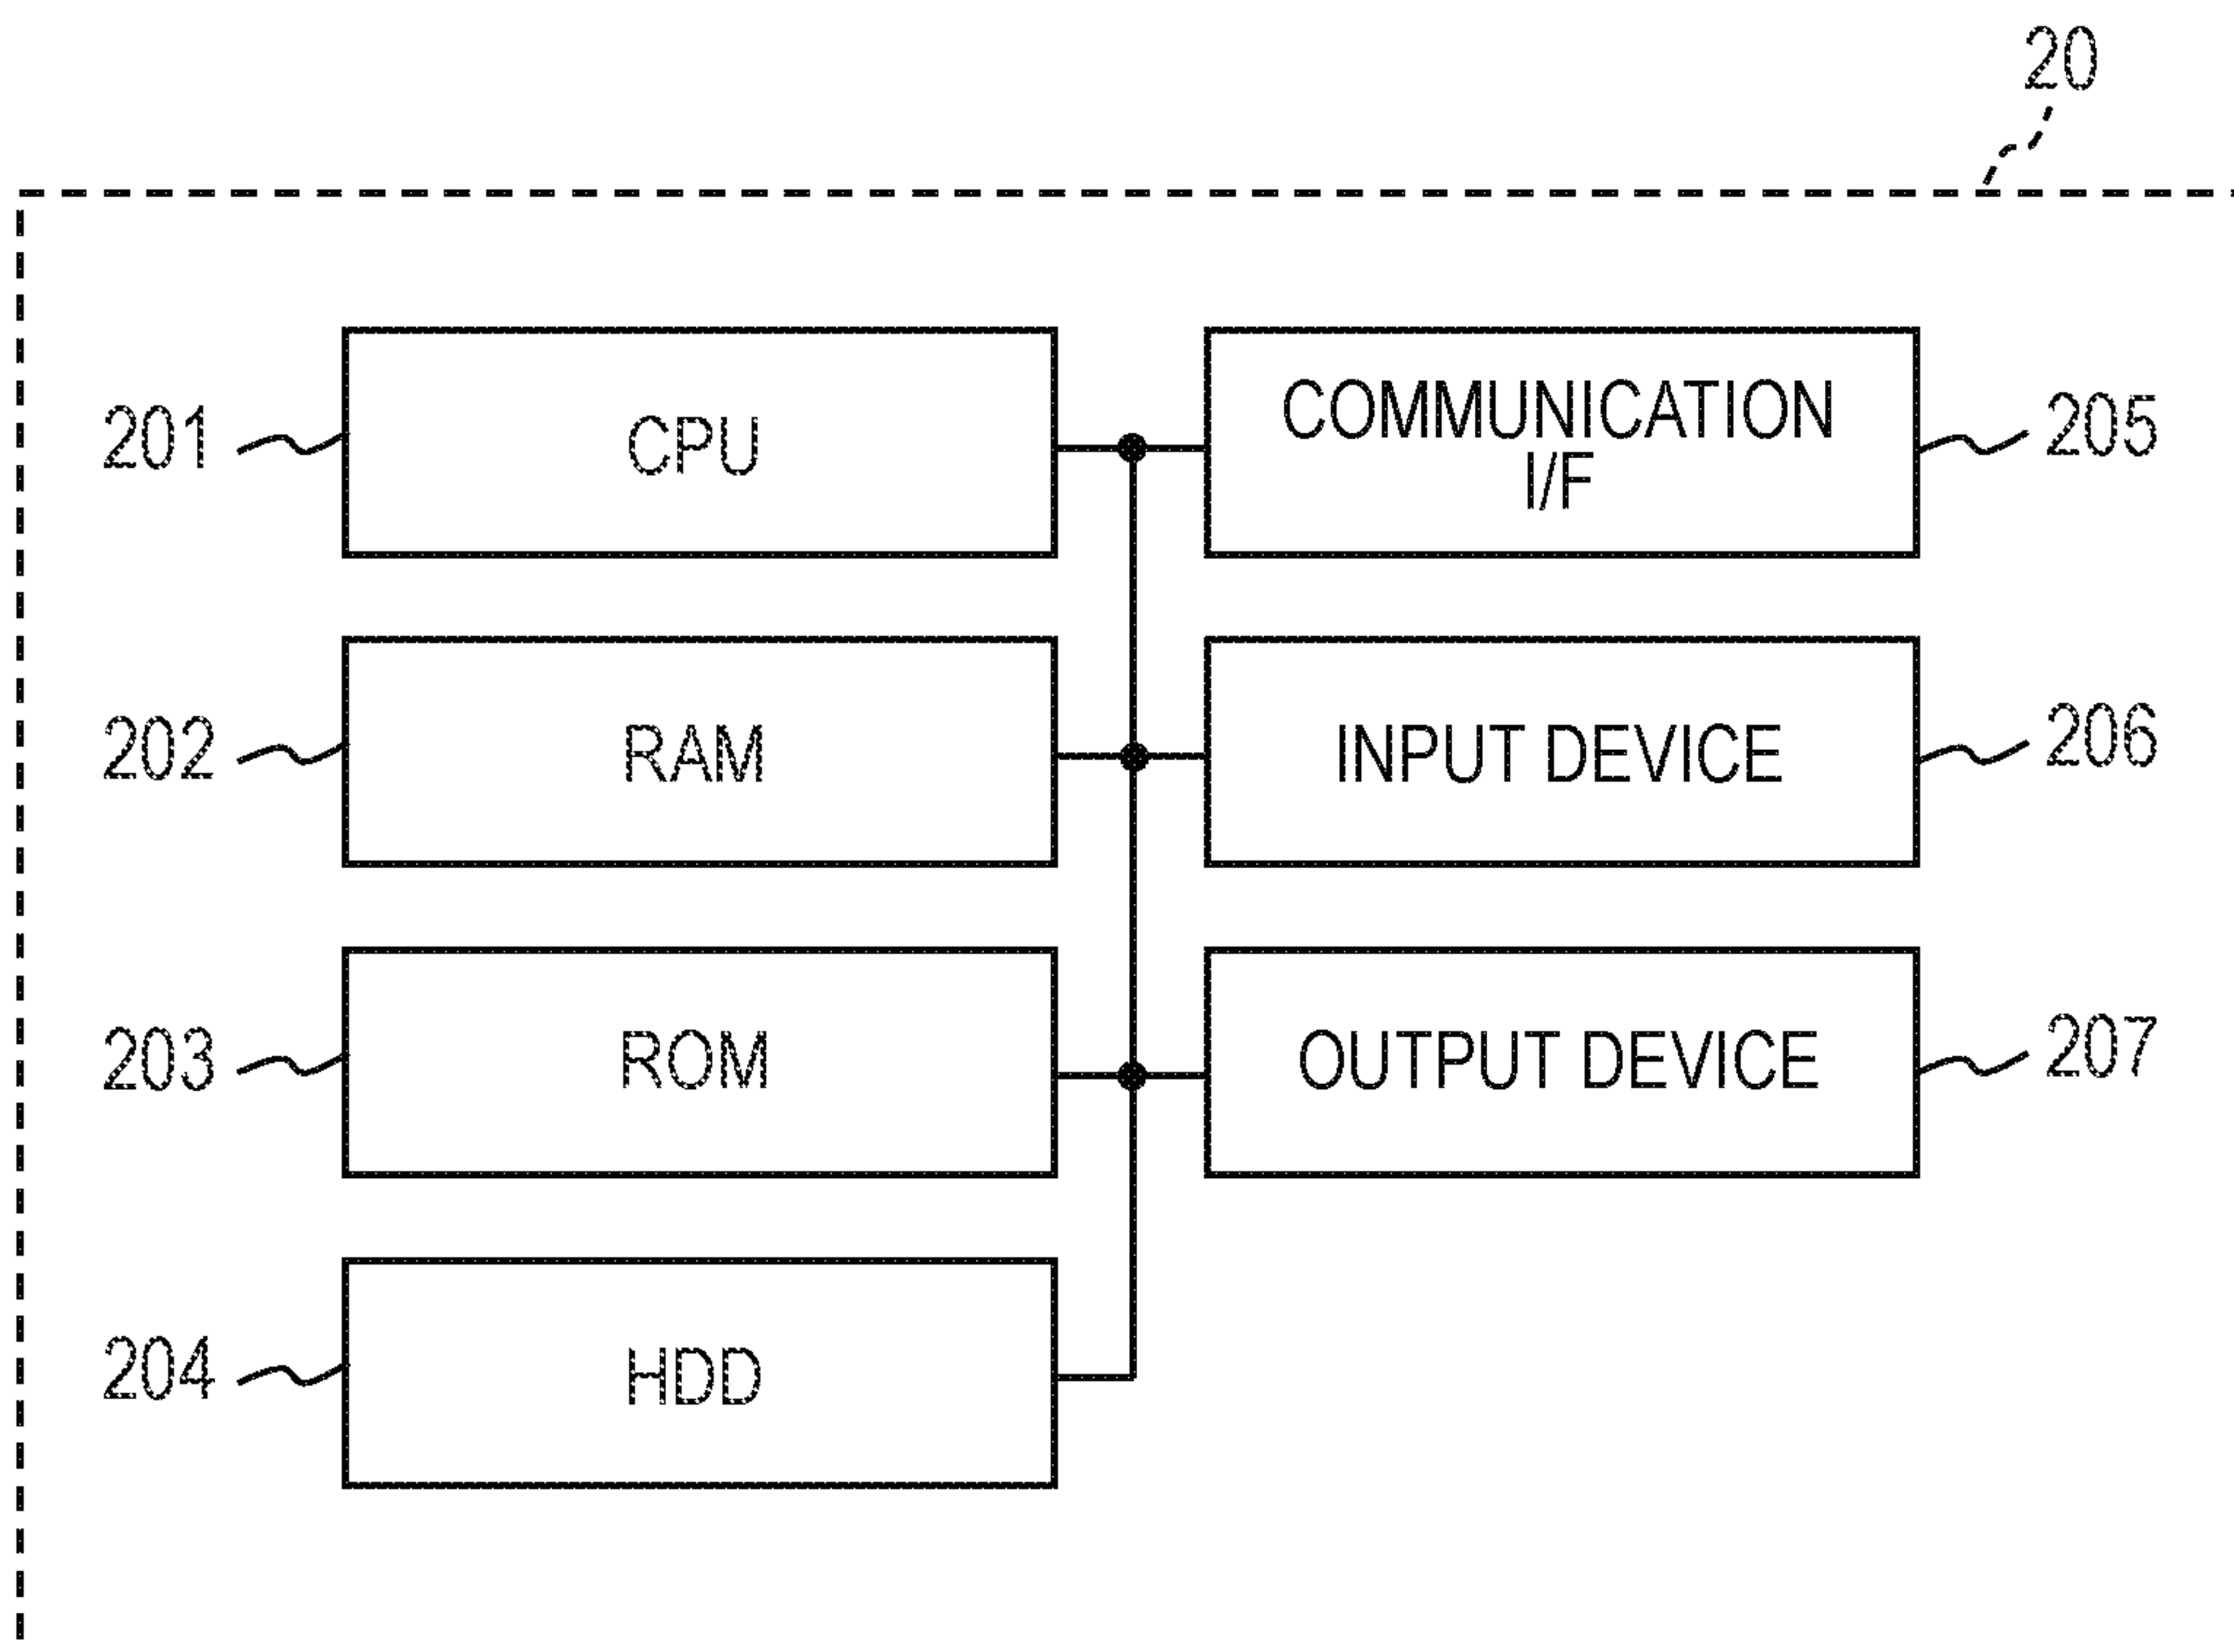 20
201
CPU
COMMUNICATION
I/F
205
202
RAM
INPUT DEVICE
206
203
ROM
OUTPUT DEVICE
207
204
HDD